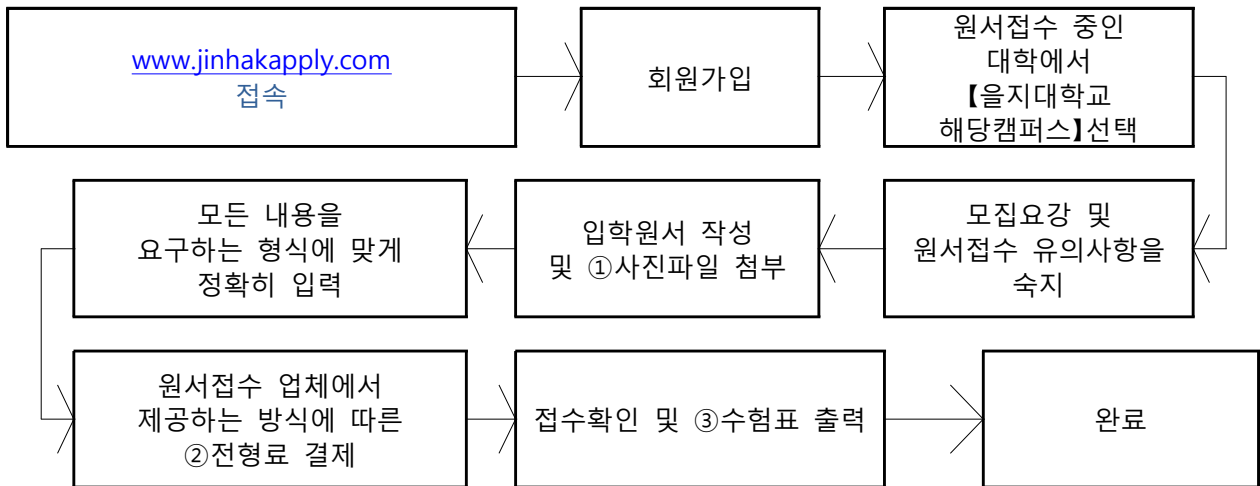 www.jinhakapply.com
접속
회원가입
원서접수 중인
대학에서
【을지대학교
해당캠퍼스】선택
모집요강 및
원서접수 유의사항을
숙지
입학원서 작성
및 ①사진파일 첨부
모든 내용을
요구하는 형식에 맞게
정확히 입력
원서접수 업체에서
제공하는 방식에 따른
②전형료 결제
접수확인 및 ③수험표 출력
완료